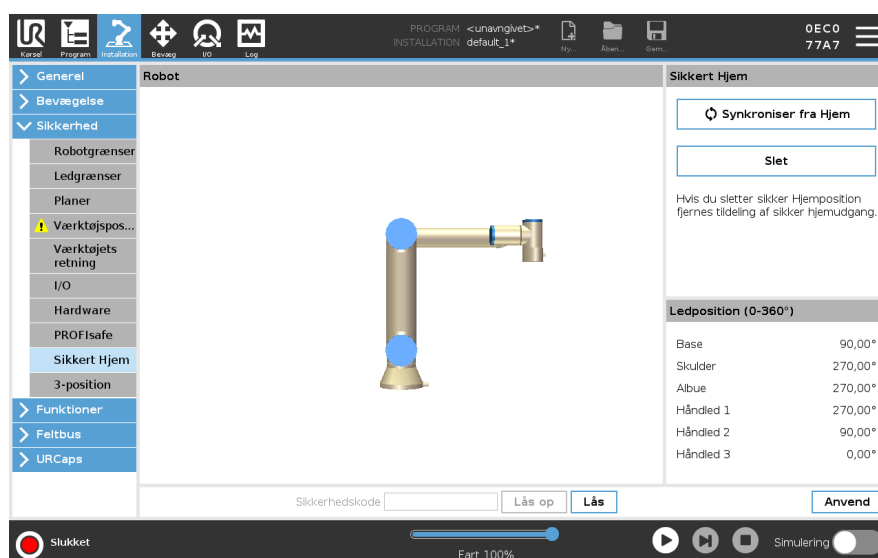 PROGRAM <unavngivet>*
INSTALLATION default_1*
Kørsel
Program
Installation
Bevæg
I/O
Log
Ny...
Åben...
Gem...
0EC0
77A7
Generel
Bevægelse
Sikkerhed
Robotgrænser
Ledgrænser
Planer
Værktøjspos...
Værktøjets
retning
I/O
Hardware
PROFIsafe
Sikkert Hjem
3-position
Funktioner
Feltbus
URCaps
Robot
Sikkert Hjem
Synkroniser fra Hjem
Slet
Hvis du sletter sikker Hjemposition
fjernes tildeling af sikker hjemudgang.
Ledposition (0-360°)
Base 90,00°
Skulder 270,00°
Albue 270,00°
Håndled 1 270,00°
Håndled 2 90,00°
Håndled 3 0,00°
Sikkerhedskode
Lås op
Lås
Anvend
Slukket
Fart 100%
Simulering